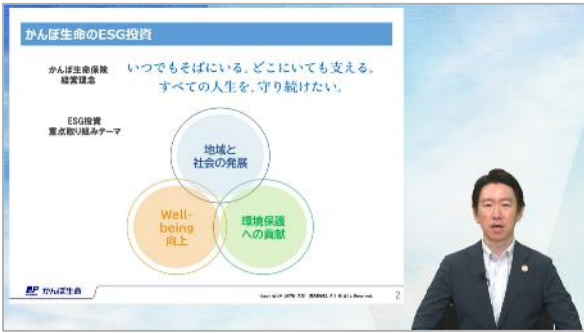 かんぽ生命のESG投資
かんぽ生命保険
経営理念
いつでもそばにいる。どこにいても支える。
すべての人生を、守り続けたい。
ESG投資
重点取り組みテーマ
地域と
社会の発展
Well-
being
向上
環境保護
への貢献
かんぽ生命
All Rights Reserved.
2